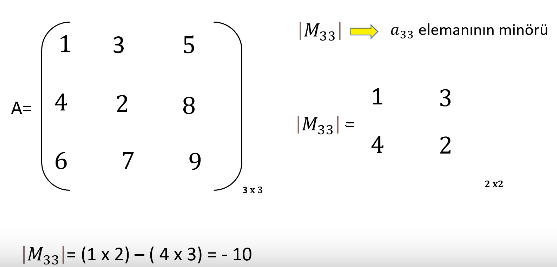 |M₃₃| ⇒ a₃₃ elemanının minörü
1 3 5
A= 4 2 8
6 7 9
3 x 3
1 3
|M₃₃| =
4 2
2 x2
|M₃₃|= (1 x 2) – ( 4 x 3) = - 10